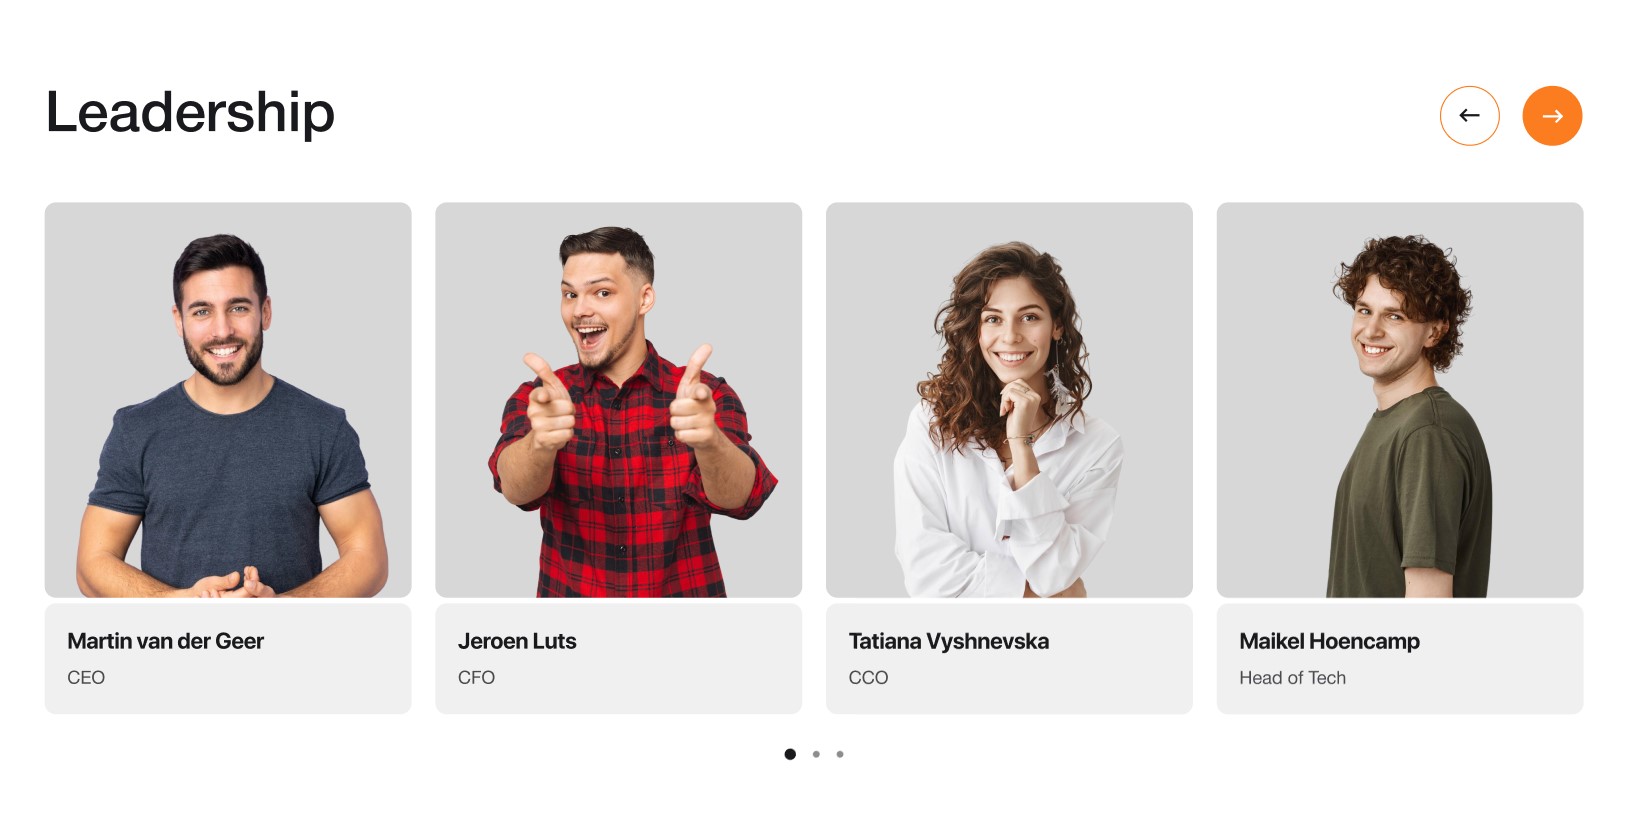 Leadership
Martin van der Geer
CEO
Jeroen Luts
CFO
Tatiana Vyshnevska
CCO
Maikel Hoencamp
Head of Tech